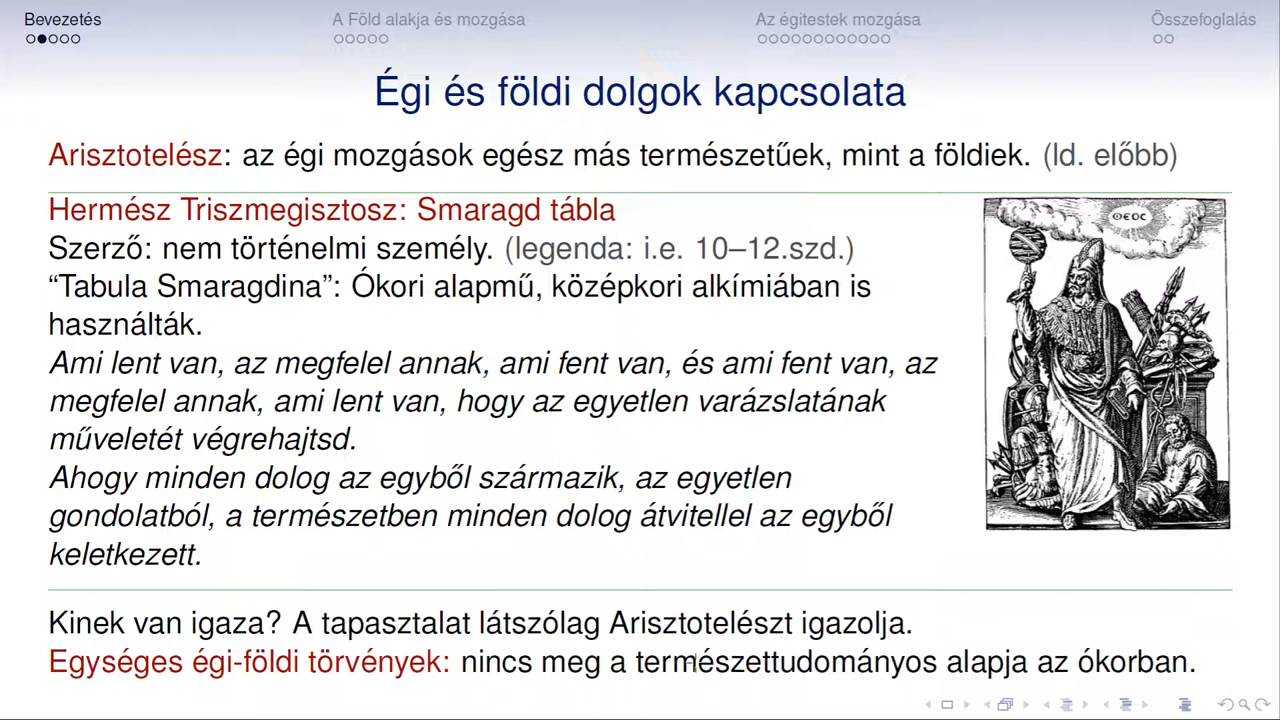 Bevezetés
A Föld alakja és mozgása
Az égitestek mozgása
Összefoglalás
Égi és földi dolgok kapcsolata
Arisztotelész: az égi mozgások egész más természetűek, mint a földiek. (ld. előbb)
Hermész Triszmegisztosz: Smaragd tábla
Szerző: nem történelmi személy. (legenda: i.e. 10–12.szd.)
“Tabula Smaragdina”: Ókori alapmű, középkori alkímiában is
használták.
Ami lent van, az megfelel annak, ami fent van, és ami fent van, az
megfelel annak, ami lent van, hogy az egyetlen varázslatának
műveletét végrehajtsd.
Ahogy minden dolog az egyből származik, az egyetlen
gondolatból, a természetben minden dolog átvitellel az egyből
keletkezett.
ΘΕΟC
Kinek van igaza? A tapasztalat látszólag Arisztotelészt igazolja.
Egységes égi-földi törvények: nincs meg a természettudományos alapja az ókorban.